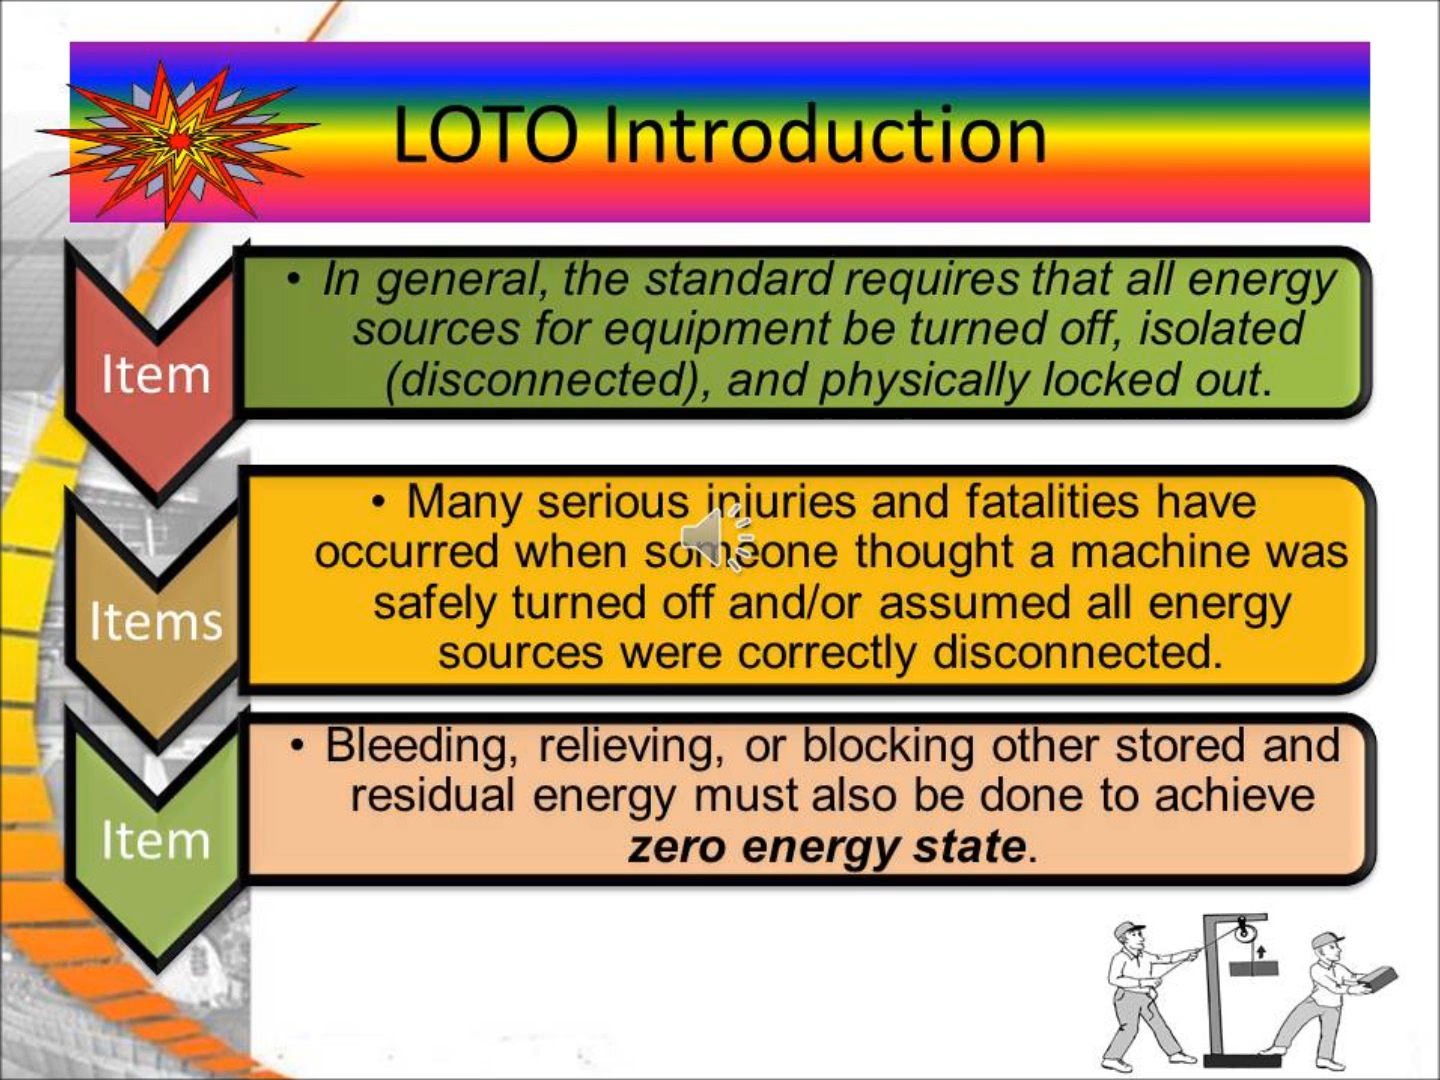 LOTO Introduction
Item
• In general, the standard requires that all energy
sources for equipment be turned off, isolated
(disconnected), and physically locked out.
Items
• Many serious injuries and fatalities have
occurred when someone thought a machine was
safely turned off and/or assumed all energy
sources were correctly disconnected.
Item
• Bleeding, relieving, or blocking other stored and
residual energy must also be done to achieve
zero energy state.